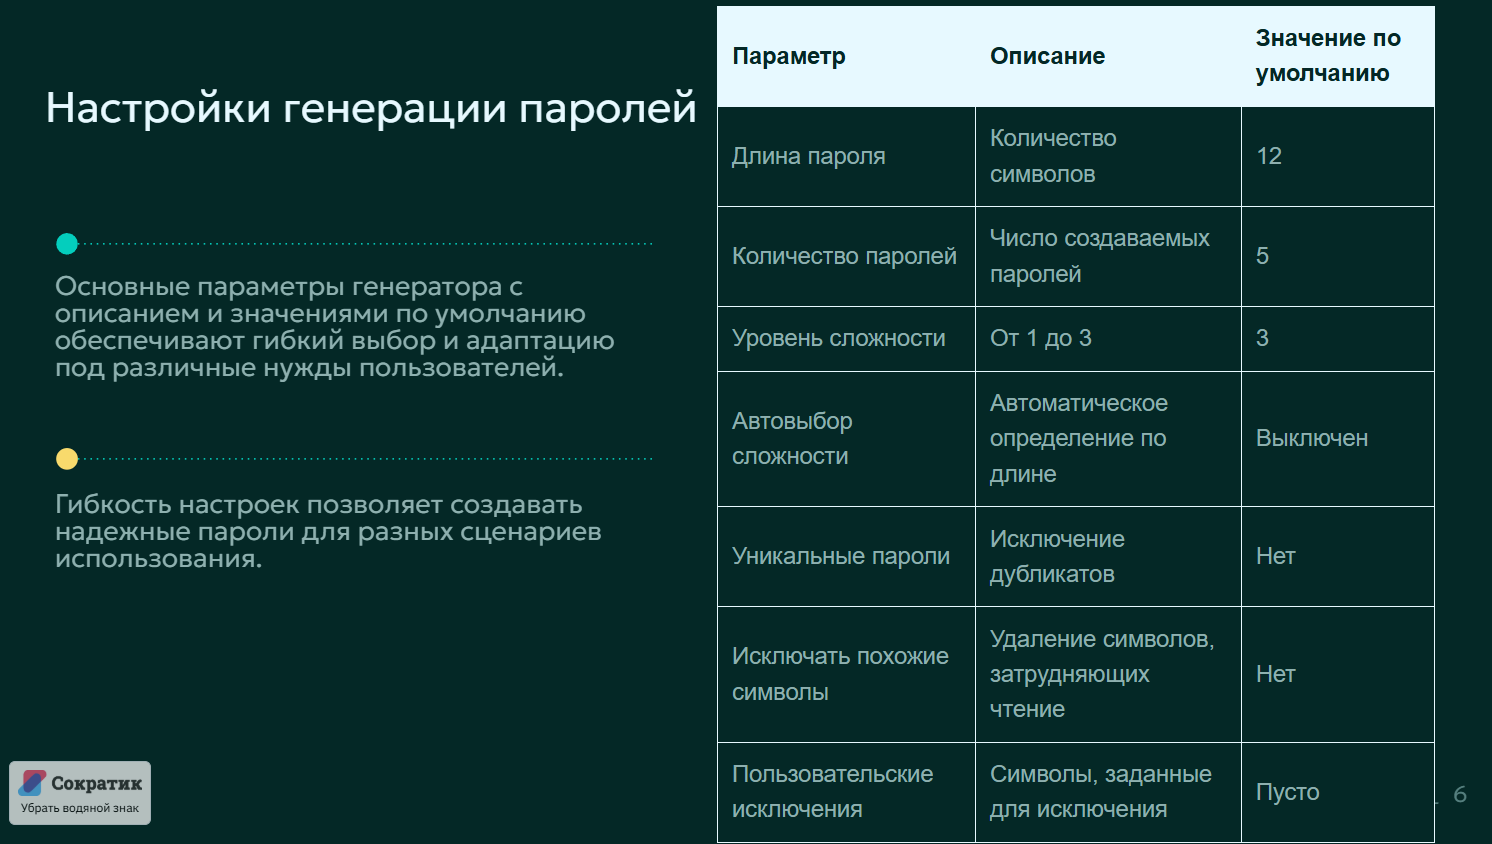 Настройки генерации паролей
Основные параметры генератора с
описанием и значениями по умолчанию
обеспечивают гибкий выбор и адаптацию
под различные нужды пользователей.
Гибкость настроек позволяет создавать
надежные пароли для разных сценариев
использования.
Параметр
Описание
Значение по
умолчанию
Длина пароля
Количество
символов
12
Количество паролей
Число создаваемых
паролей
5
Уровень сложности
От 1 до 3
3
Автовыбор
сложности
Автоматическое
определение по
длине
Выключен
Уникальные пароли
Исключение
дубликатов
Нет
Исключать похожие
символы
Удаление символов,
затрудняющих
чтение
Нет
Пользовательские
исключения
Символы, заданные
для исключения
Пусто
Сократик
Убрать водяной знак
6